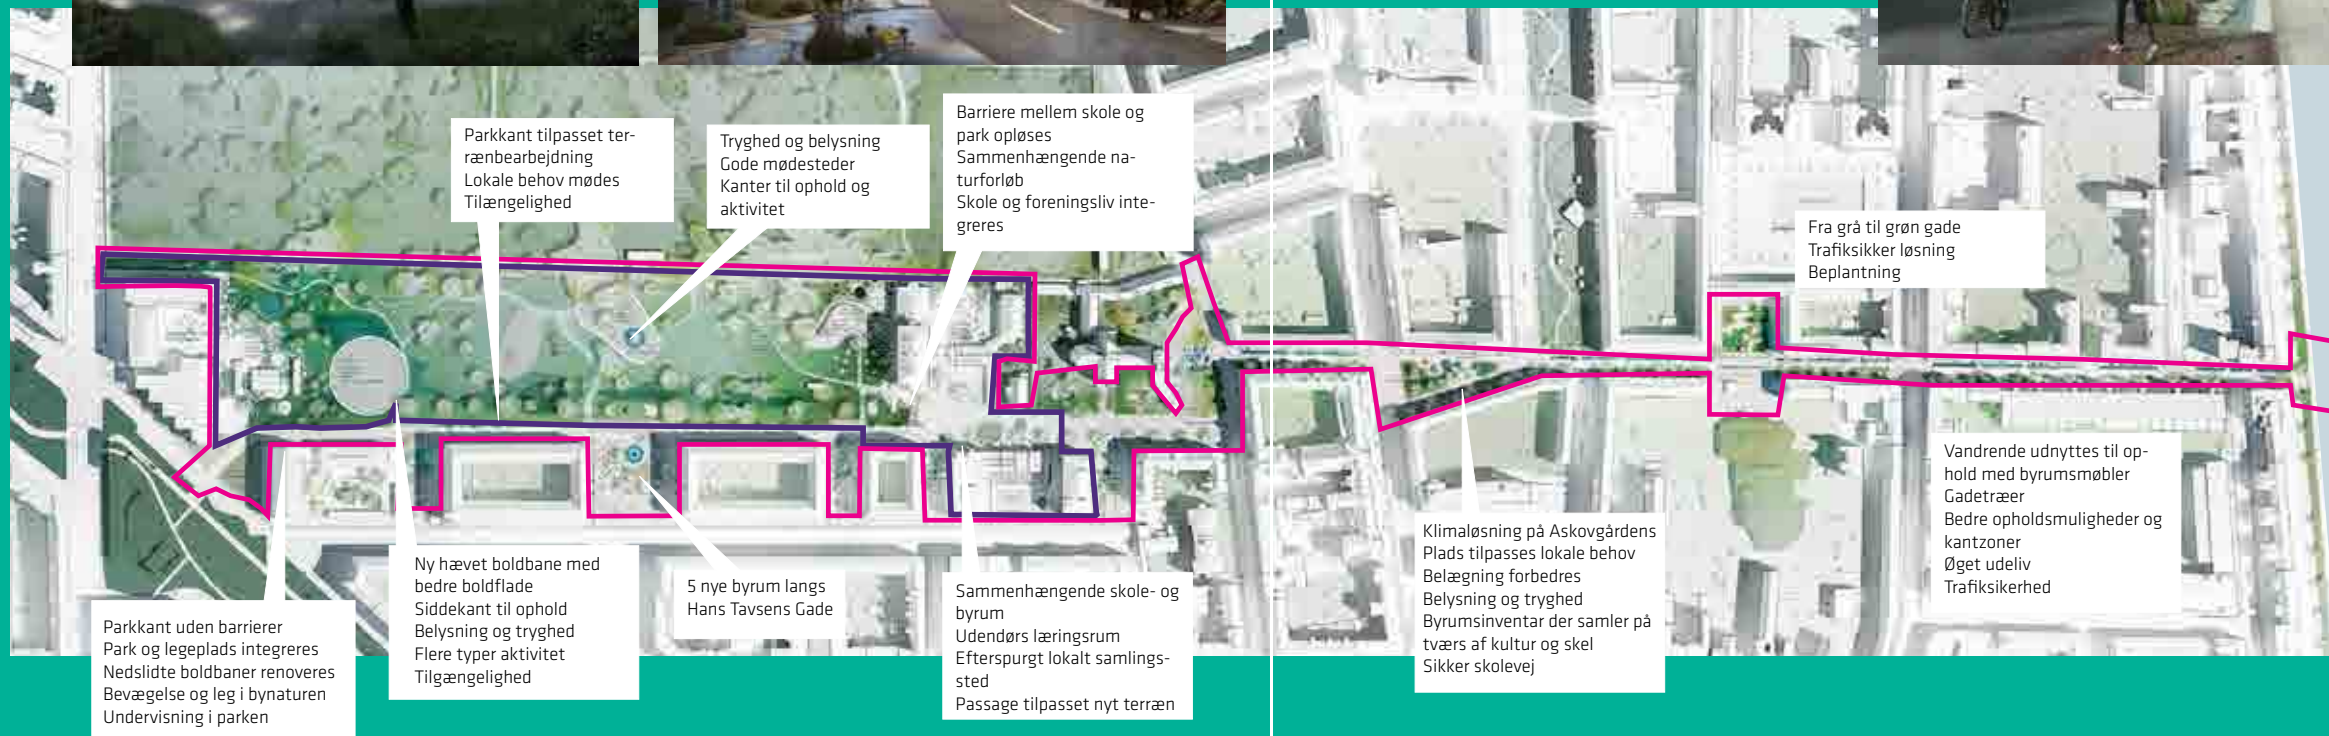 Parkkant tilpasset ter-
rænbearbejdning
Lokale behov mødes
Tilængelighed
Tryghed og belysning
Gode mødesteder
Kanter til ophold og
aktivitet
Barriere mellem skole og
park opløses
Sammenhængende na-
turforløb
Skole og foreningsliv inte-
greres
Fra grå til grøn gade
Trafiksikker løsning
Beplantning
Parkkant uden barrierer
Park og legeplads integreres
Nedslidte boldbaner renoveres
Bevægelse og leg i bynaturen
Undervisning i parken
Ny hævet boldbane med
bedre boldflade
Siddekant til ophold
Belysning og tryghed
Flere typer aktivitet
Tilgængelighed
5 nye byrum langs
Hans Tavsens Gade
Sammenhængende skole- og
byrum
Udendørs læringsrum
Efterspurgt lokalt samlings-
sted
Passage tilpasset nyt terræn
Klimaløsning på Askovgårdens
Plads tilpasses lokale behov
Belægning forbedres
Belysning og tryghed
Byrumsinventar der samler på
tværs af kultur og skel
Sikker skolevej
Vandrende udnyttes til op-
hold med byrumsmøbler
Gadetræer
Bedre opholdsmuligheder og
kantzoner
Øget udeliv
Trafiksikerhed